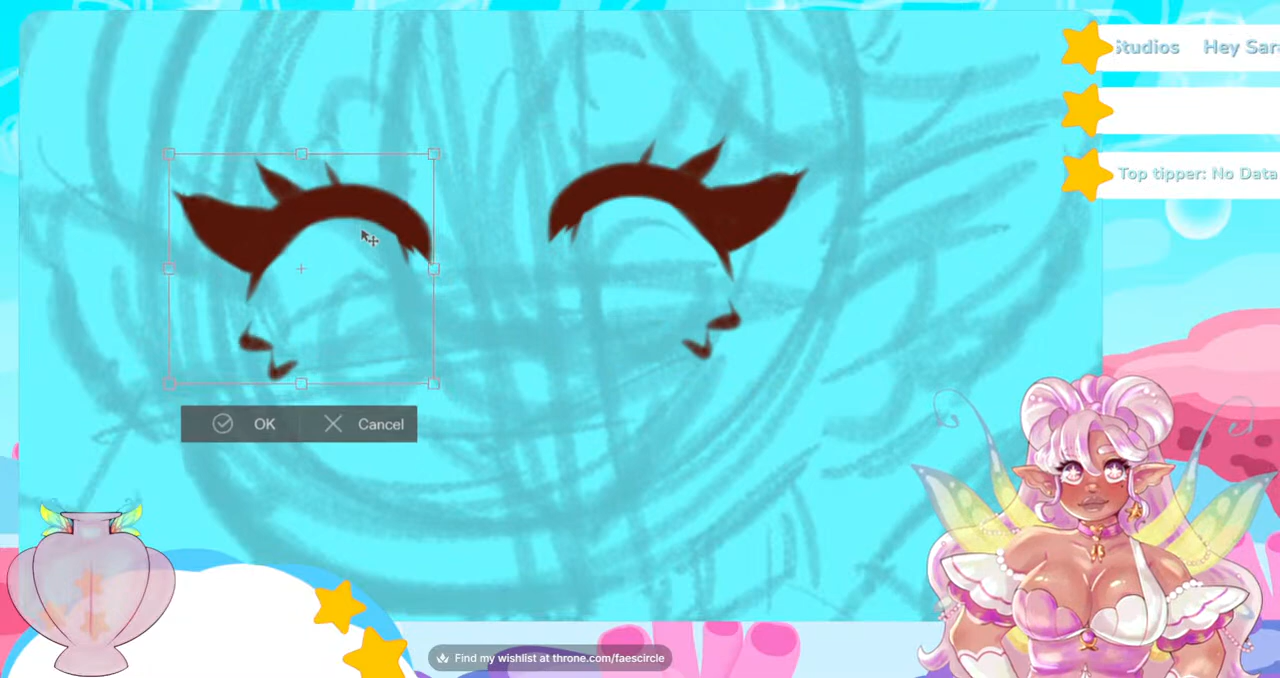 Studios Hey Sar
Top tipper: No Data
OK Cancel
Find my wishlist at throne.com/faescircle